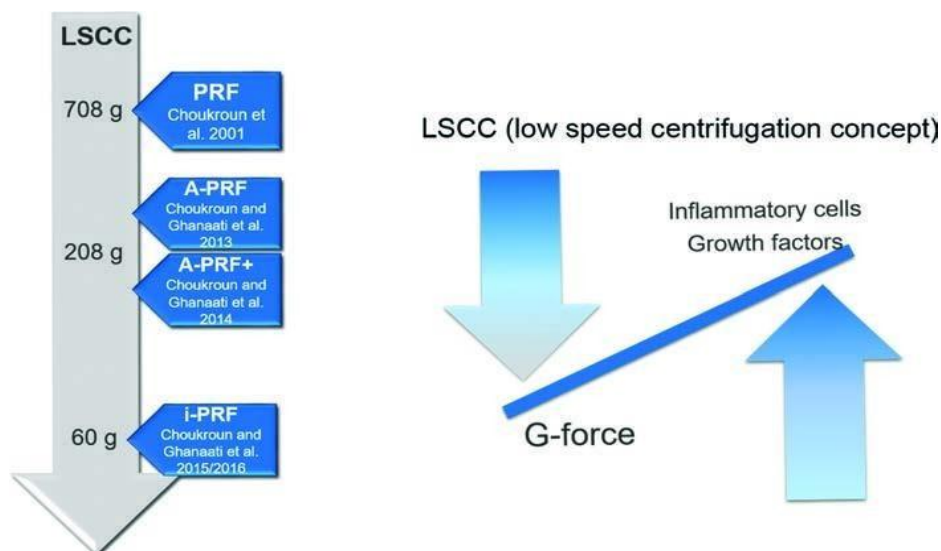 LSCC
708 g
PRF
Choukroun et
al. 2001
A-PRF
Choukroun and
Ghanaati et al.
2013
208 g
A-PRF+
Choukroun and
Ghanaati et al.
2014
60 g
i-PRF
Choukroun and
Ghanaati et al.
2015/2016
LSCC (low speed centrifugation concept)
Inflammatory cells
Growth factors
G-force